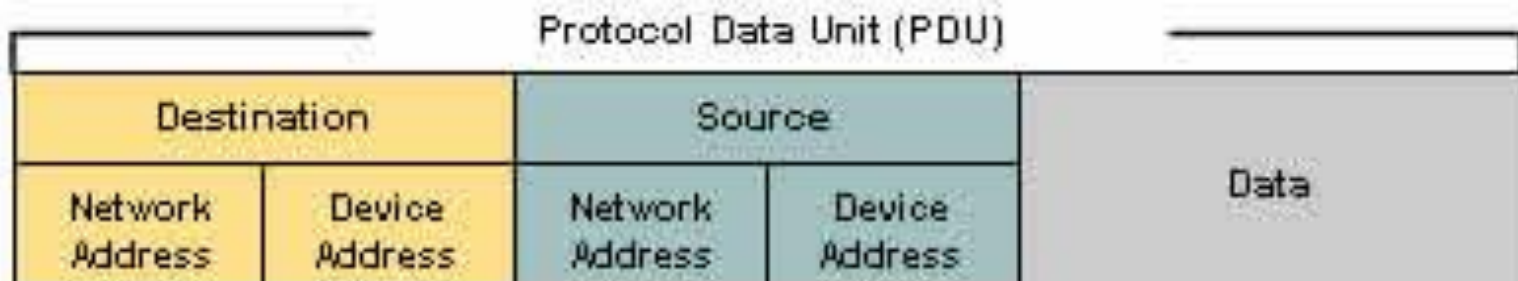 Protocol Data Unit (PDU)
Destination
Source
Data
Network Address
Device Address
Network Address
Device Address